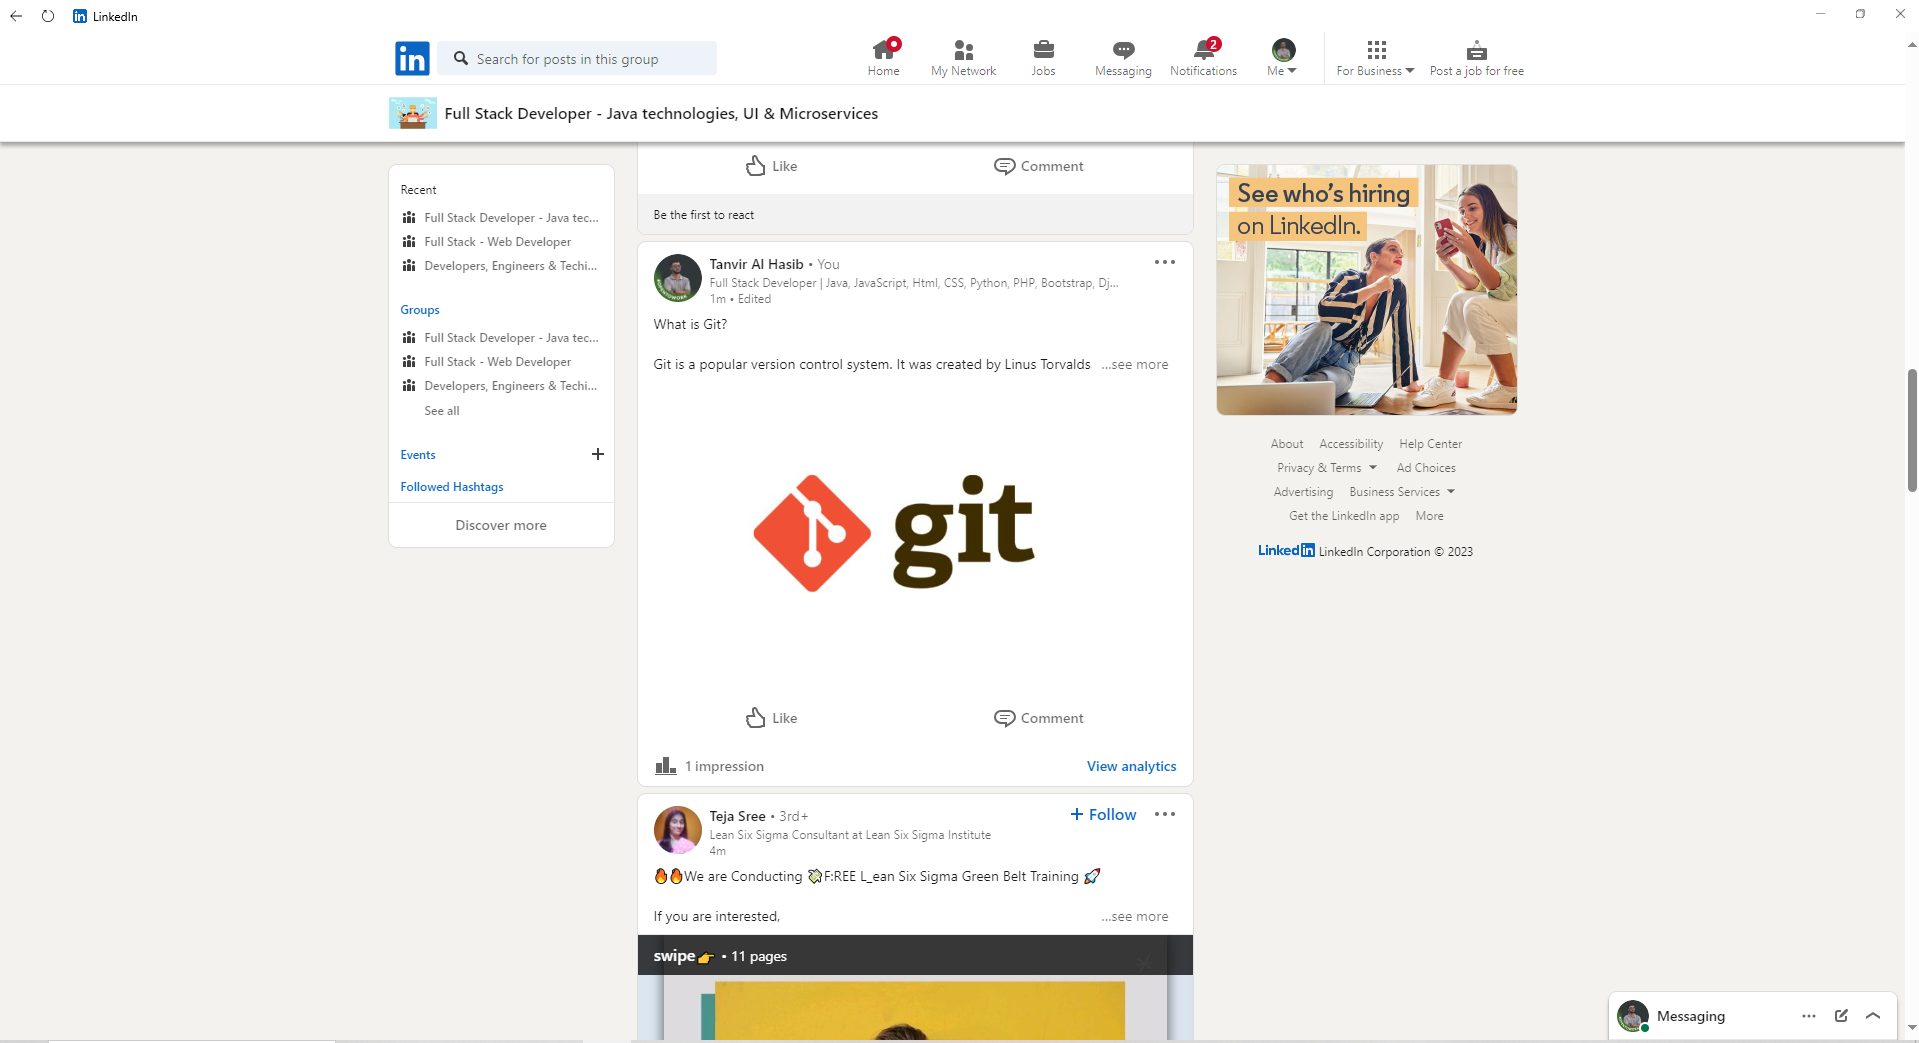 LinkedIn
in
Search for posts in this group
Home
My Network
Jobs
Messaging
2
Notifications
Me
For Business
Post a job for free
Full Stack Developer - Java technologies, UI & Microservices
Recent
Full Stack Developer - Java tec...
Full Stack - Web Developer
Developers, Engineers & Techi...
Groups
Full Stack Developer - Java tec...
Full Stack - Web Developer
Developers, Engineers & Techi...
See all
Events
Followed Hashtags
Discover more
Like
Comment
Be the first to react
Tanvir Al Hasib • You
Full Stack Developer | Java, JavaScript, Html, CSS, Python, PHP, Bootstrap, Dj...
1m • Edited
What is Git?
Git is a popular version control system. It was created by Linus Torvalds ...see more
git
Like
Comment
1 impression
View analytics
Teja Sree • 3rd+
+ Follow
Lean Six Sigma Consultant at Lean Six Sigma Institute
4m
🔥🔥We are Conducting 💸F:REE L_ean Six Sigma Green Belt Training 🚀
If you are interested,
...see more
swipe👉 • 11 pages
See who's hiring
on LinkedIn.
About Accessibility Help Center
Privacy & Terms Ad Choices
Advertising Business Services
Get the LinkedIn app More
LinkedIn LinkedIn Corporation © 2023
Messaging